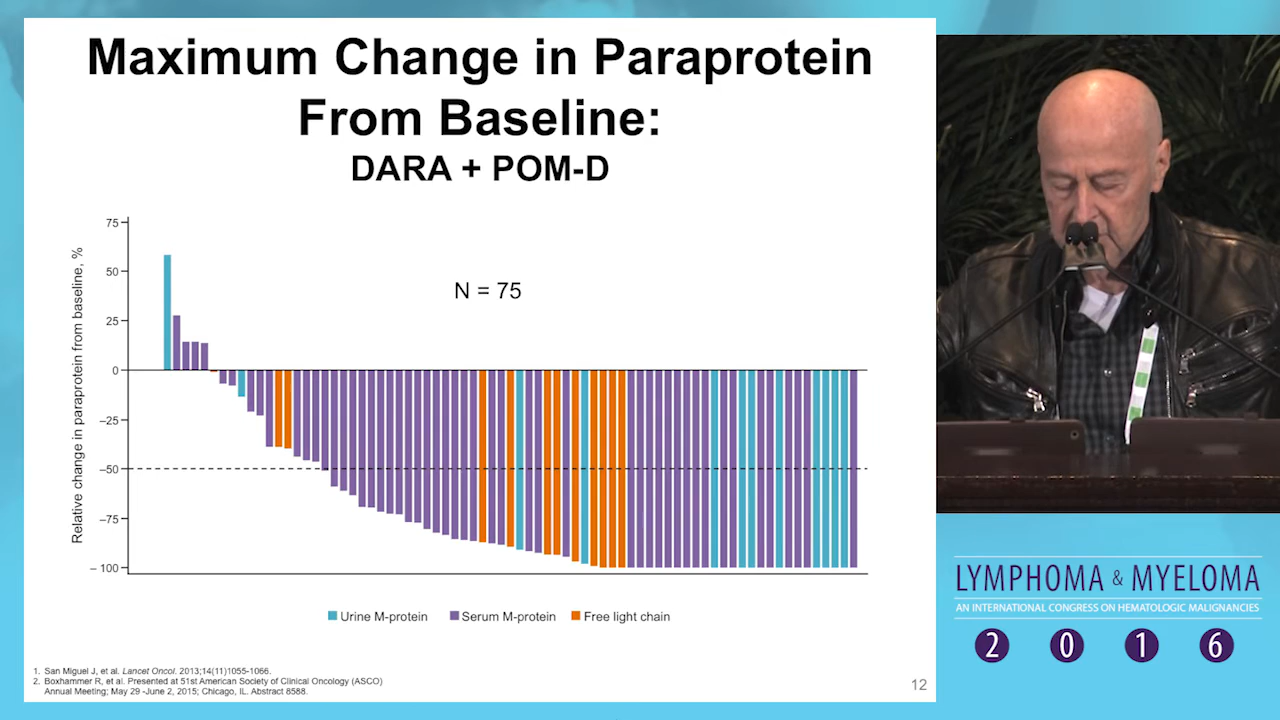 Maximum Change in Paraprotein
From Baseline:
DARA + POM-D
Relative change in paraprotein from baseline, %
75
50
25
0
–25
–50
–75
– 100
N = 75
Urine M-protein
Serum M-protein
Free light chain
1. San Miguel J, et al. Lancet Oncol. 2013;14(11)1055-1066.
2. Boxhammer R, et al. Presented at 51st American Society of Clinical Oncology (ASCO)
Annual Meeting; May 29 -June 2, 2015; Chicago, IL. Abstract 8588.
12
LYMPHOMA & MYELOMA
AN INTERNATIONAL CONGRESS ON HEMATOLOGIC MALIGNANCIES
2 0 1 6